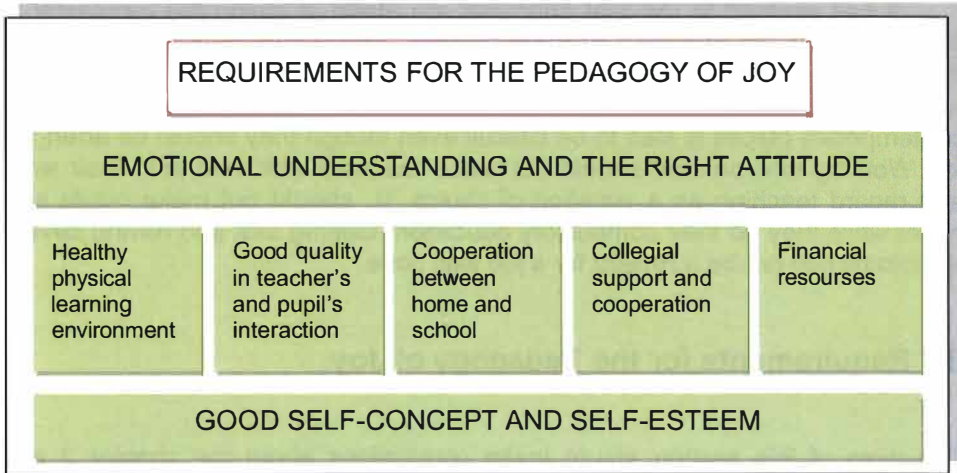 REQUIREMENTS FOR THE PEDAGOGY OF JOY
EMOTIONAL UNDERSTANDING AND THE RIGHT ATTITUDE
Healthy
physical
learning
environment
Good quality
in teacher's
and pupil's
interaction
Cooperation
between
home and
school
Collegial
support and
cooperation
Financial
resourses
GOOD SELF-CONCEPT AND SELF-ESTEEM